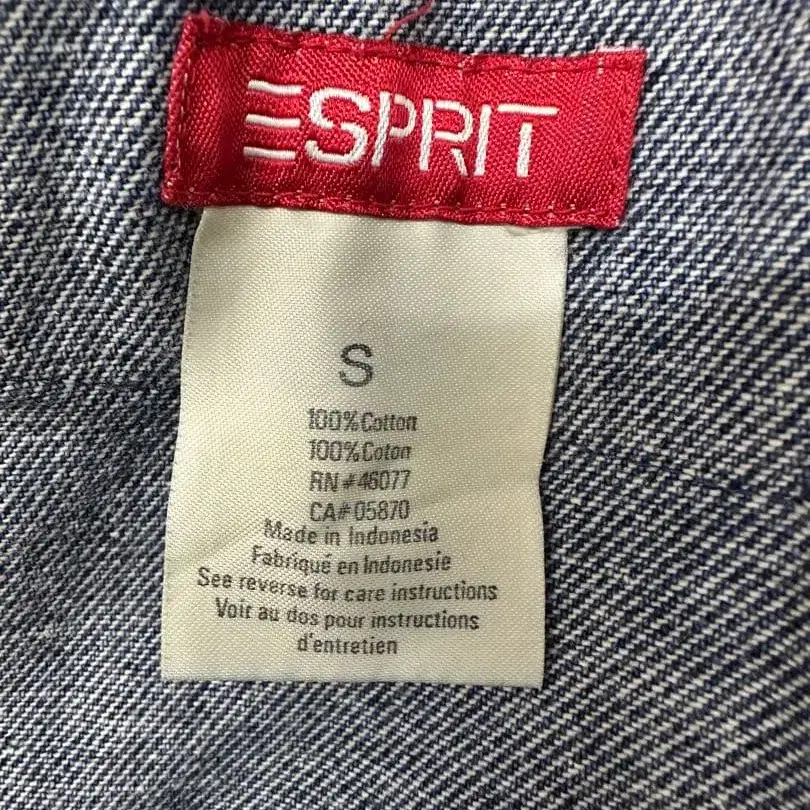 ESPRIT
S
100% Cotton
100% Coton
RN # 46077
CA# 05870
Made in Indonesia
Fabriqué en Indonesie
See reverse for care instructions
Voir au dos pour instructions
d'entretien